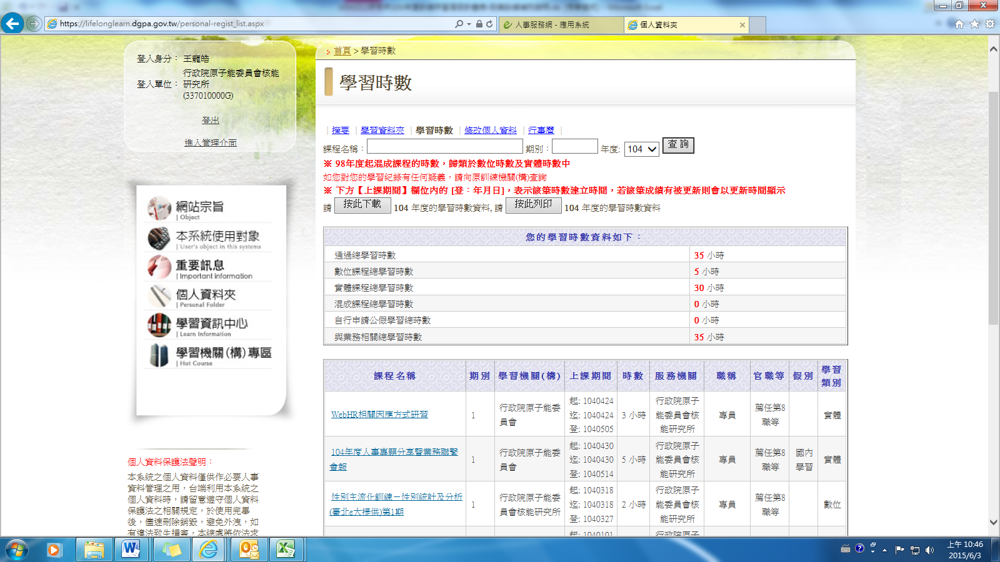 https://lifelonglearn.dgpa.gov.tw/personal-regist_list.aspx
人事服務網 - 應用系統
個人資料夾
登入身分： 王寵皓
登入單位： 行政院原子能委員會核能
研究所
(337010000G)
登出
進入管理介面
網站宗旨
| Object
本系統使用對象
| User's object in this systems
重要訊息
| Important information
個人資料夾
| Personal Folder
學習資訊中心
| Learn Information
學習機關(構)專區
| Hot Course
個人資料保護法聲明：
本系統之個人資料僅供作必要人事
資料管理之用，台端利用本系統之
個人資料時，請留意遵守個人資料
保護法之相關規定，於使用完畢
後，儘速刪除銷毀，避免外洩，如
有違法致生損害，本總處將依法求
首頁 > 學習時數
學習時數
| 摘要 | 學習資料夾 | 學習時數 | 修改個人資料 | 行事曆 |
課程名稱： 期別： 年度: 104 查詢
※ 98年度起混成課程的時數，歸類於數位時數及實體時數中
如您對您的學習紀錄有任何疑義，請向原訓練機關(構)查詢
※ 下方【上課期間】欄位內的 [登：年月日]，表示該筆時數建立時間，若該筆成績有被更新則會以更新時間顯示
請 按此下載 104 年度的學習時數資料, 請 按此列印 104 年度的學習時數資料
您的學習時數資料如下：
通過總學習時數 35 小時
數位課程總學習時數 5 小時
實體課程總學習時數 30 小時
混成課程總學習時數 0 小時
自行申請公假學習總時數 0 小時
與業務相關總學習時數 35 小時
課程名稱 期別 學習機關(構) 上課期間 時數 服務機關 職稱 官職等 假別 學習
類別
WebHR相關因應方式研習
1
行政院原子能委
員會
起: 1040424
迄: 1040424
登: 1040505
3 小時
行政院原子
能委員會核
能研究所
專員
薦任第8
職等
實體
104年度人事專題分享暨業務聯繫
會報
1
行政院原子能委
員會
起: 1040430
迄: 1040430
登: 1040514
5 小時
行政院原子
能委員會核
能研究所
專員
薦任第8
職等
國內
學習
實體
性別主流化訓練－性別統計及分析
(臺北e大提供)第1期
1
行政院原子能委
員會核能研究所
起: 1040318
迄: 1040318
登: 1040327
2 小時
行政院原子
能委員會核
能研究所
專員
薦任第8
職等
數位
起: 1040101
行政院原子
上午 10:46
2015/6/3